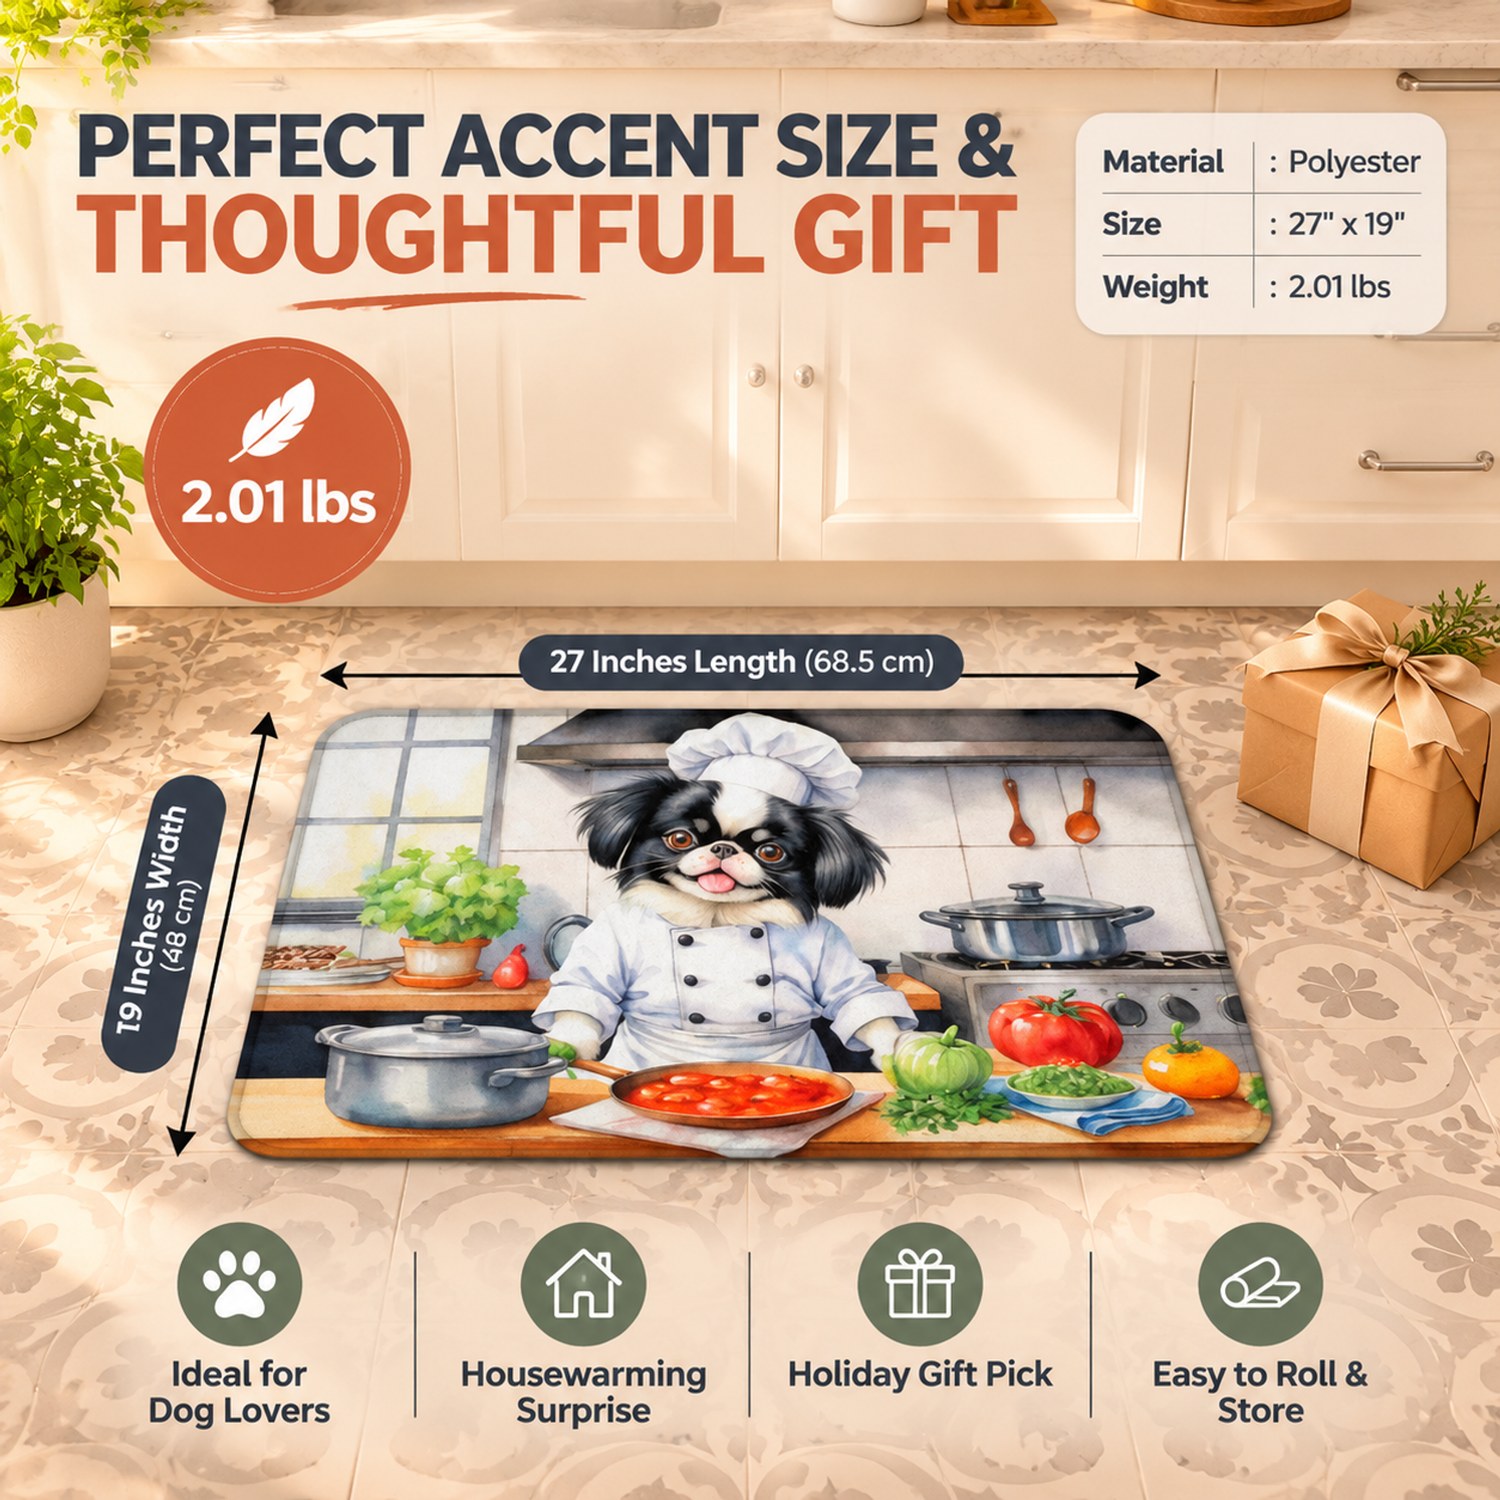 PERFECT ACCENT SIZE &
THOUGHTFUL GIFT
Material : Polyester
Size : 27" x 19"
Weight : 2.01 lbs
2.01 lbs
27 Inches Length (68.5 cm)
19 Inches Width
(48 cm)
Ideal for
Dog Lovers
Housewarming
Surprise
Holiday Gift Pick
Easy to Roll &
Store